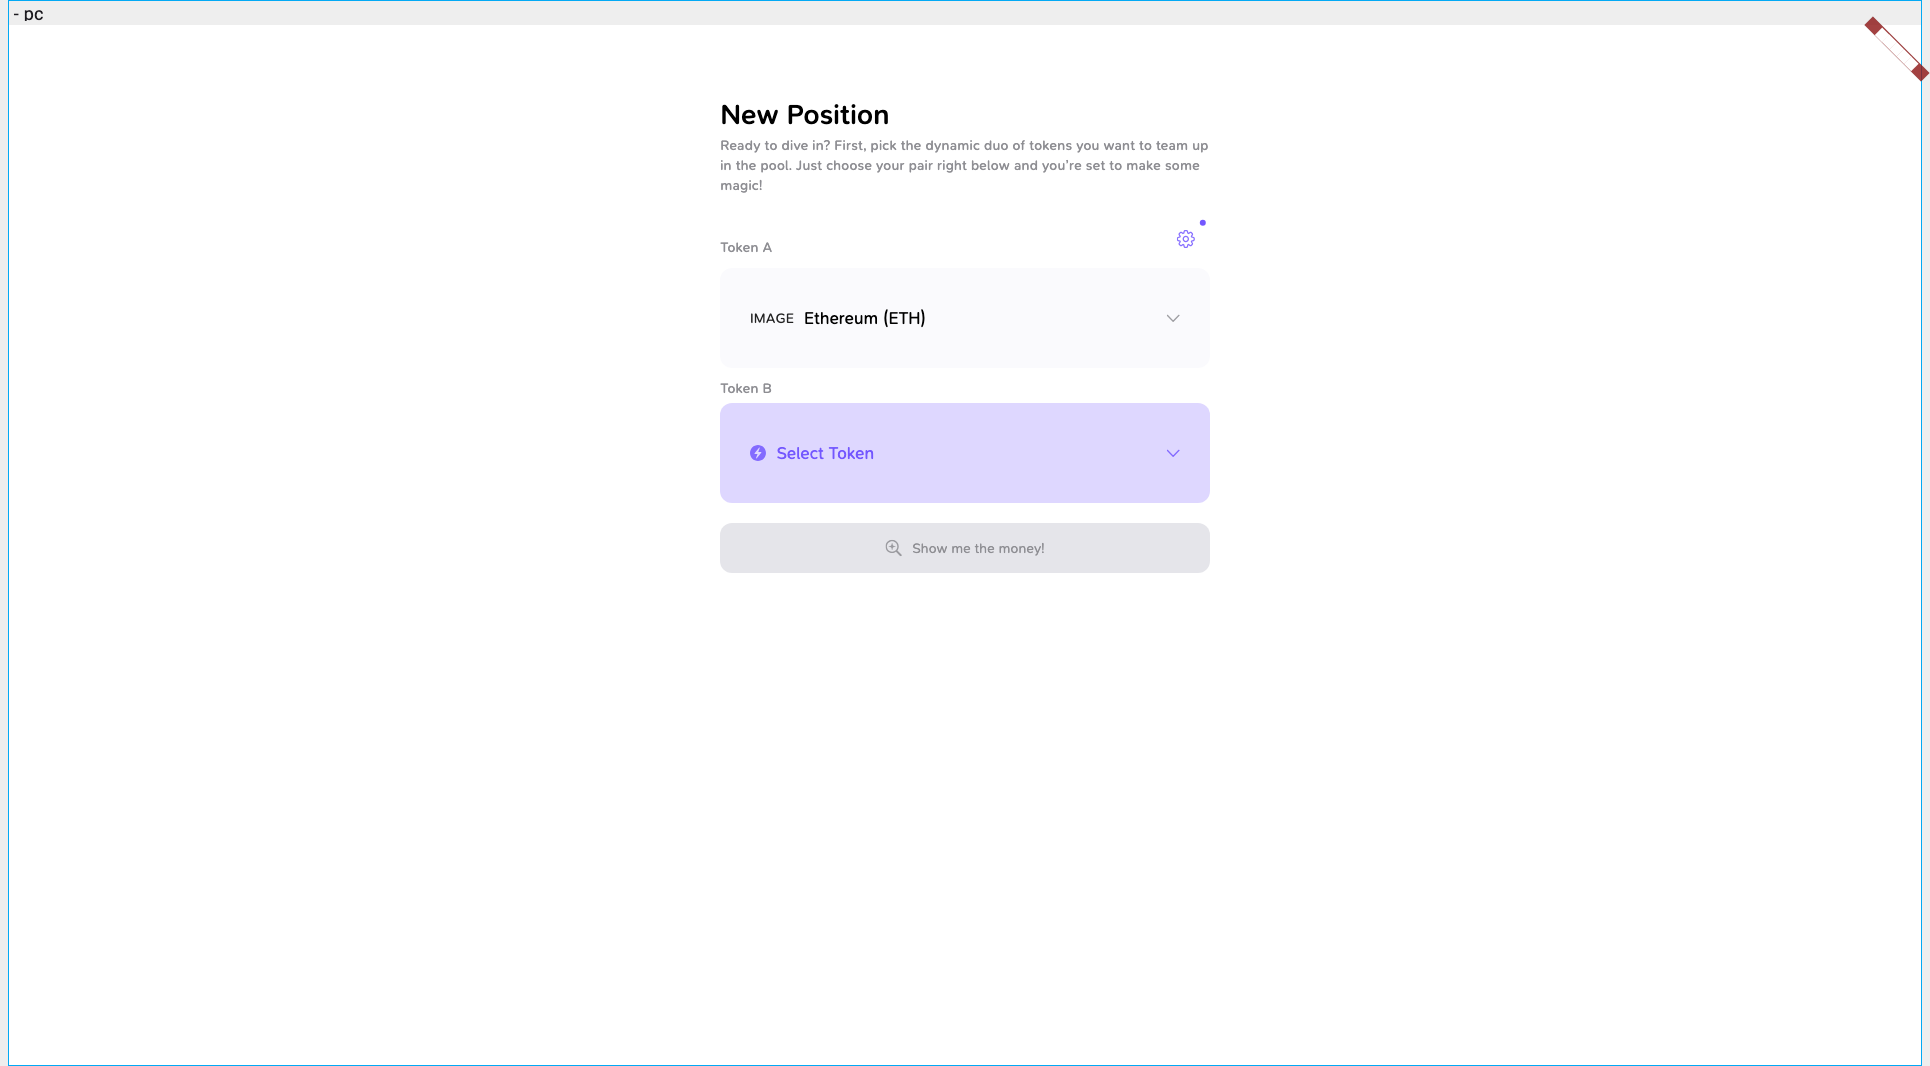 - pc
New Position
Ready to dive in? First, pick the dynamic duo of tokens you want to team up
in the pool. Just choose your pair right below and you're set to make some
magic!
Token A
IMAGE Ethereum (ETH)
Token B
Select Token
Show me the money!